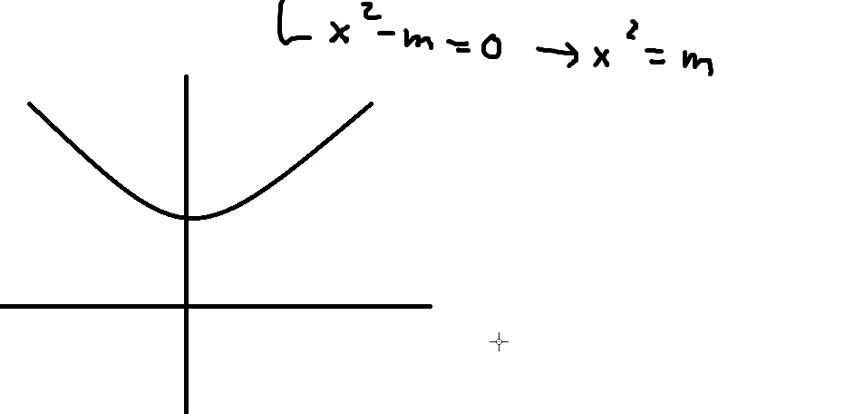 [ x² - m = 0 → x² = m